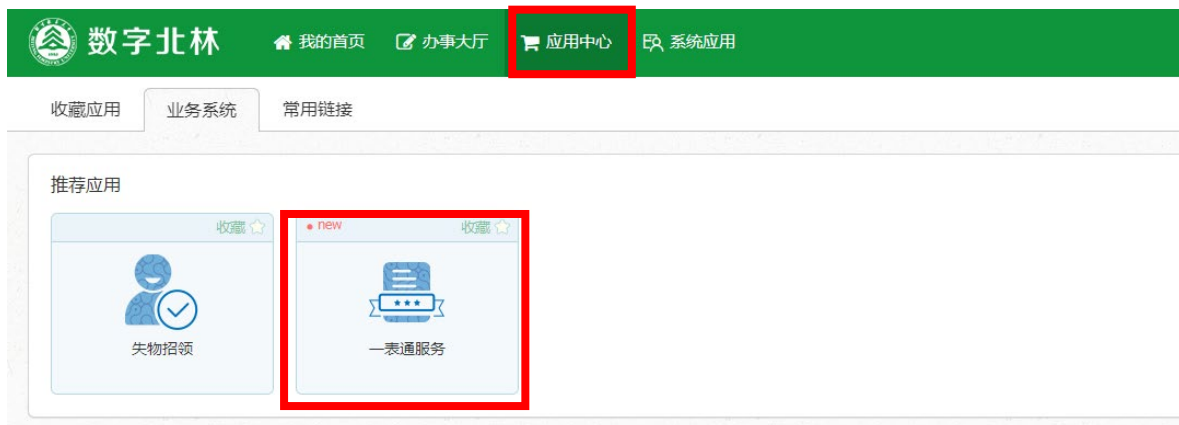 数字北林 我的首页 办事大厅 应用中心 系统应用
收藏应用 业务系统 常用链接
推荐应用
收藏 new 收藏
失物招领 一表通服务